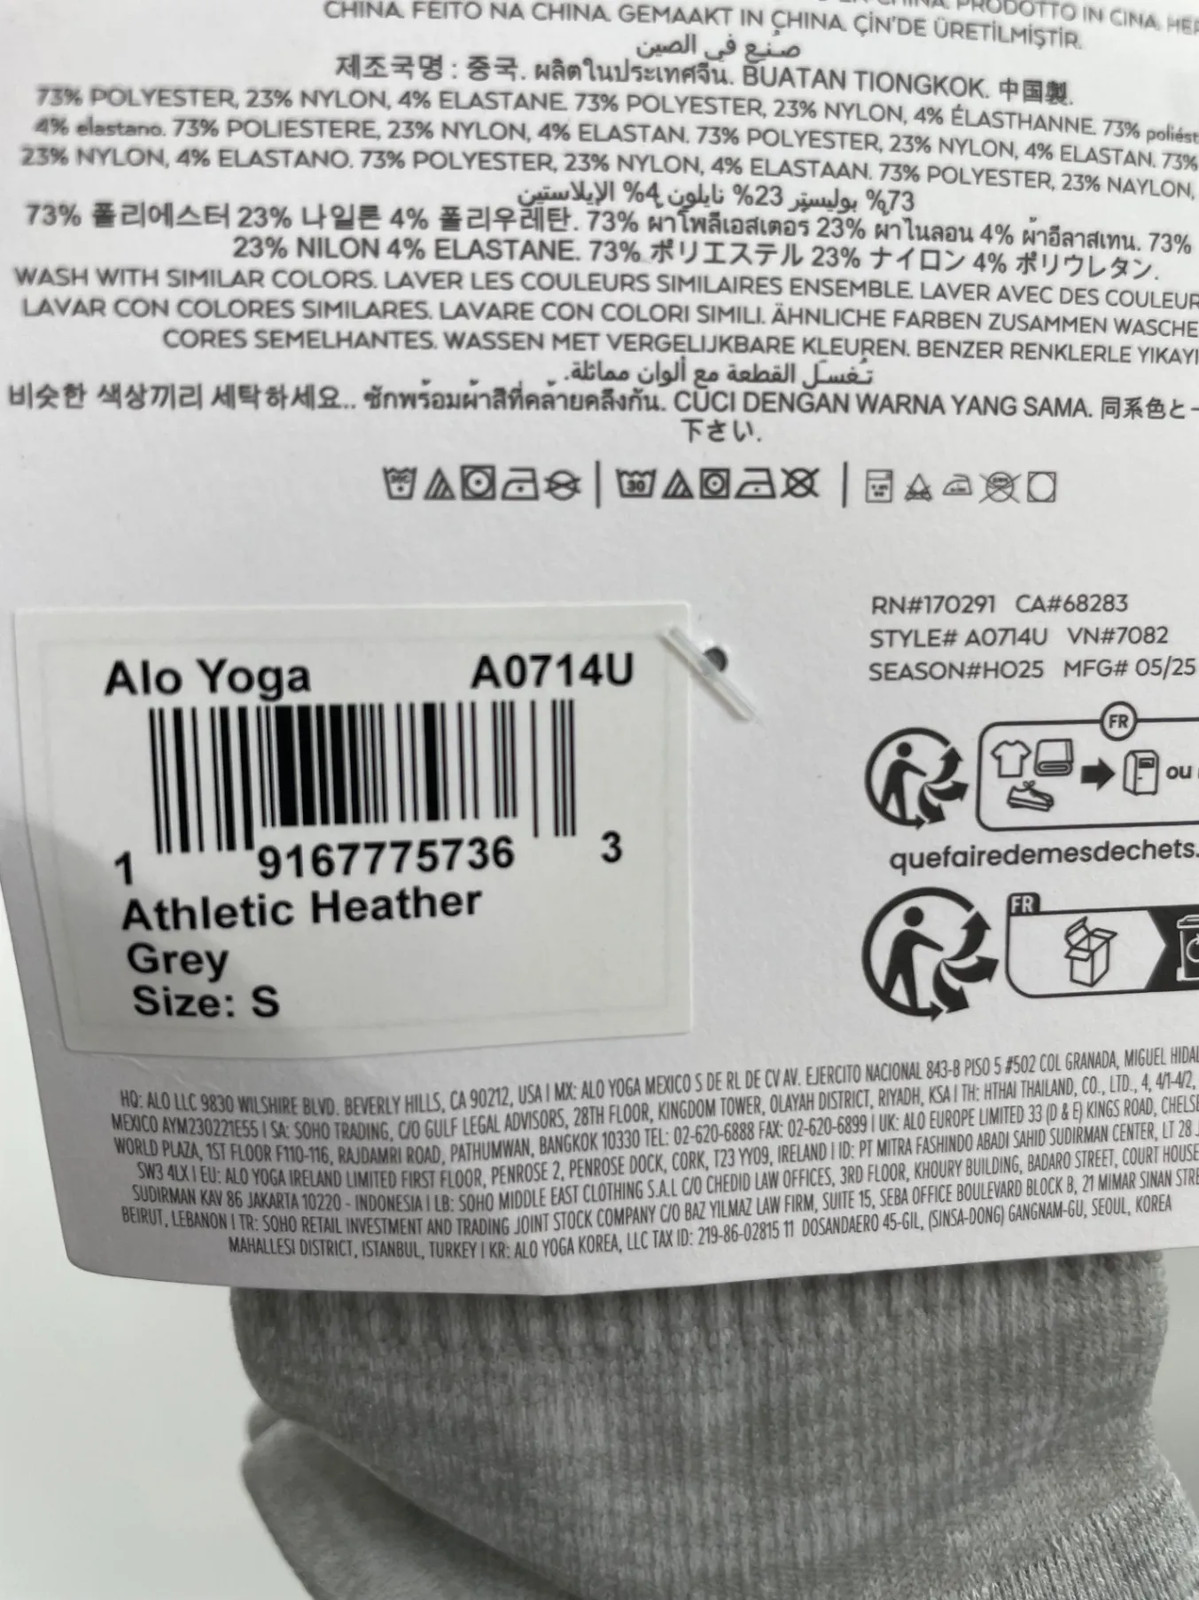 CHINA. FEITO NA CHINA. GEMAAKT IN CHINA. ÇİN'DE ÜRETİLMİŞTİR. PRODOTTO IN CINA.
صنع في الصين
제조국명 : 중국. ผลิตในประเทศจีน. BUATAN TIONGKOK. 中国製.
73% POLYESTER, 23% NYLON, 4% ELASTANE. 73% POLYESTER, 23% NYLON, 4% ÉLASTHANNE. 73%
4% elastano. 73% POLIESTERE, 23% NYLON, 4% ELASTAN. 73% POLYESTER, 23% NYLON, 4% ELASTAN. 73%
23% NYLON, 4% ELASTANO. 73% POLYESTER, 23% NYLON, 4% ELASTAAN. 73% POLYESTER, 23% NAYLON,
73% بوليستر 23% نايلون 4% الإيلاستين
73% 폴리에스터 23% 나일론 4% 폴리우레탄. 73% ผ้าโพลีเอสเตอร์ 23% ผ้าไนลอน 4% ผ้าอีลาสเทน. 73%
23% NILON 4% ELASTANE. 73% ポリエステル 23% ナイロン 4% ポリウレタン.
WASH WITH SIMILAR COLORS. LAVER LES COULEURS SIMILAIRES ENSEMBLE. LAVER AVEC DES COULEUR
LAVAR CON COLORES SIMILARES. LAVARE CON COLORI SIMILI. ÄHNLICHE FARBEN ZUSAMMEN WASCHE
CORES SEMELHANTES. WASSEN MET VERGELIJKBARE KLEUREN. BENZER RENKLERLE YIKAYI
تغسل القطعة مع ألوان مماثلة.
비슷한 색상끼리 세탁하세요.. ซักพร้อมผ้าสีที่คล้ายคลึงกัน. CUCI DENGAN WARNA YANG SAMA. 同系色と
下さい.
30
RN#170291 CA#68283
STYLE# A0714U VN#7082
SEASON#HO25 MFG# 05/25
Alo Yoga A0714U
1 9167775736 3
Athletic Heather
Grey
Size: S
FR
ou
quefairedemesdechets.
FR
HQ: ALO LLC 9830 WILSHIRE BLVD. BEVERLY HILLS, CA 90212, USA | MX: ALO YOGA MEXICO S DE RL DE CV AV. EJERCITO NACIONAL 843-B PISO 5 #502 COL GRANADA, MIGUEL HIDAL
MEXICO AYM230221E55 | SA: SOHO TRADING, C/O GULF LEGAL ADVISORS, 28TH FLOOR, KINGDOM TOWER, OLAYAH DISTRICT, RIYADH, KSA | TH: HTHAI THAILAND, CO., LTD., 4, 4/1-4/2,
WORLD PLAZA, 1ST FLOOR F110-116, RAJDAMRI ROAD, PATHUMWAN, BANGKOK 10330 TEL: 02-620-6888 FAX: 02-620-6899 | UK: ALO EUROPE LIMITED 33 (D & E) KINGS ROAD, CHELSE
SW3 4LX | EU: ALO YOGA IRELAND LIMITED FIRST FLOOR, PENROSE 2, PENROSE DOCK, CORK, T23 YY09, IRELAND | ID: PT MITRA FASHINDO ABADI SAHID SUDIRMAN CENTER, LT 28
SUDIRMAN KAV 86 JAKARTA 10220 - INDONESIA | LB: SOHO MIDDLE EAST CLOTHING S.A.L C/O CHEDID LAW OFFICES, 3RD FLOOR, KHOURY BUILDING, BADARO STREET, COURT HOUSE
BEIRUT, LEBANON | TR: SOHO RETAIL INVESTMENT AND TRADING JOINT STOCK COMPANY C/O BAZ YILMAZ LAW FIRM, SUITE 15, SEBA OFFICE BOULEVARD BLOCK B, 21 MIMAR SINAN STRE
MAHALLESI DISTRICT, ISTANBUL, TURKEY | KR: ALO YOGA KOREA, LLC TAX ID: 219-86-02815 11 DOSANDAERO 45-GIL, (SINSA-DONG) GANGNAM-GU, SEOUL, KOREA